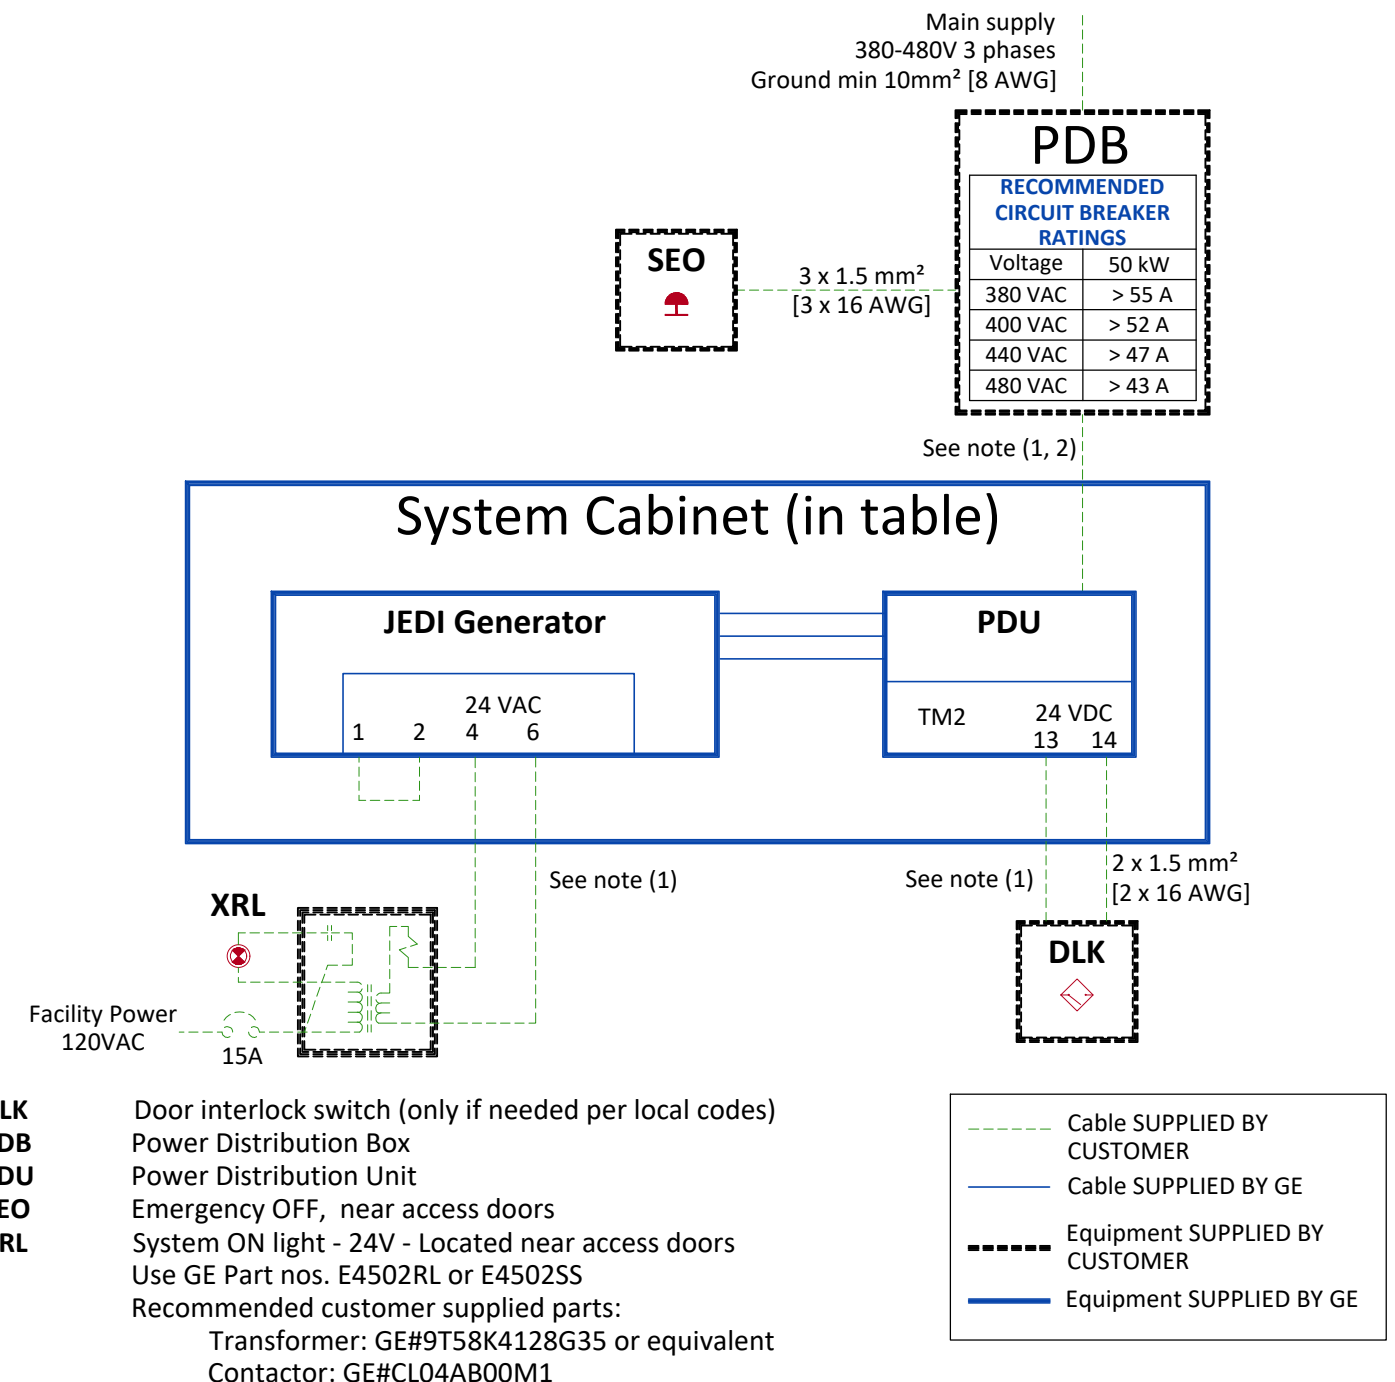 Main supply
380-480V 3 phases
Ground min 10mm² [8 AWG]
PDB
RECOMMENDED
CIRCUIT BREAKER
RATINGS
Voltage 50 kW
380 VAC > 55 A
400 VAC > 52 A
440 VAC > 47 A
480 VAC > 43 A
SEO
3 x 1.5 mm²
[3 x 16 AWG]
See note (1, 2)
System Cabinet (in table)
JEDI Generator
24 VAC
1 2 4 6
PDU
TM2 24 VDC
13 14
See note (1)
See note (1)
2 x 1.5 mm²
[2 x 16 AWG]
XRL
DLK
Facility Power
120VAC
15A
LK Door interlock switch (only if needed per local codes)
DB Power Distribution Box
DU Power Distribution Unit
EO Emergency OFF, near access doors
RL System ON light - 24V - Located near access doors
Use GE Part nos. E4502RL or E4502SS
Recommended customer supplied parts:
Transformer: GE#9T58K4128G35 or equivalent
Contactor: GE#CL04AB00M1
Cable SUPPLIED BY
CUSTOMER
Cable SUPPLIED BY GE
Equipment SUPPLIED BY
CUSTOMER
Equipment SUPPLIED BY GE